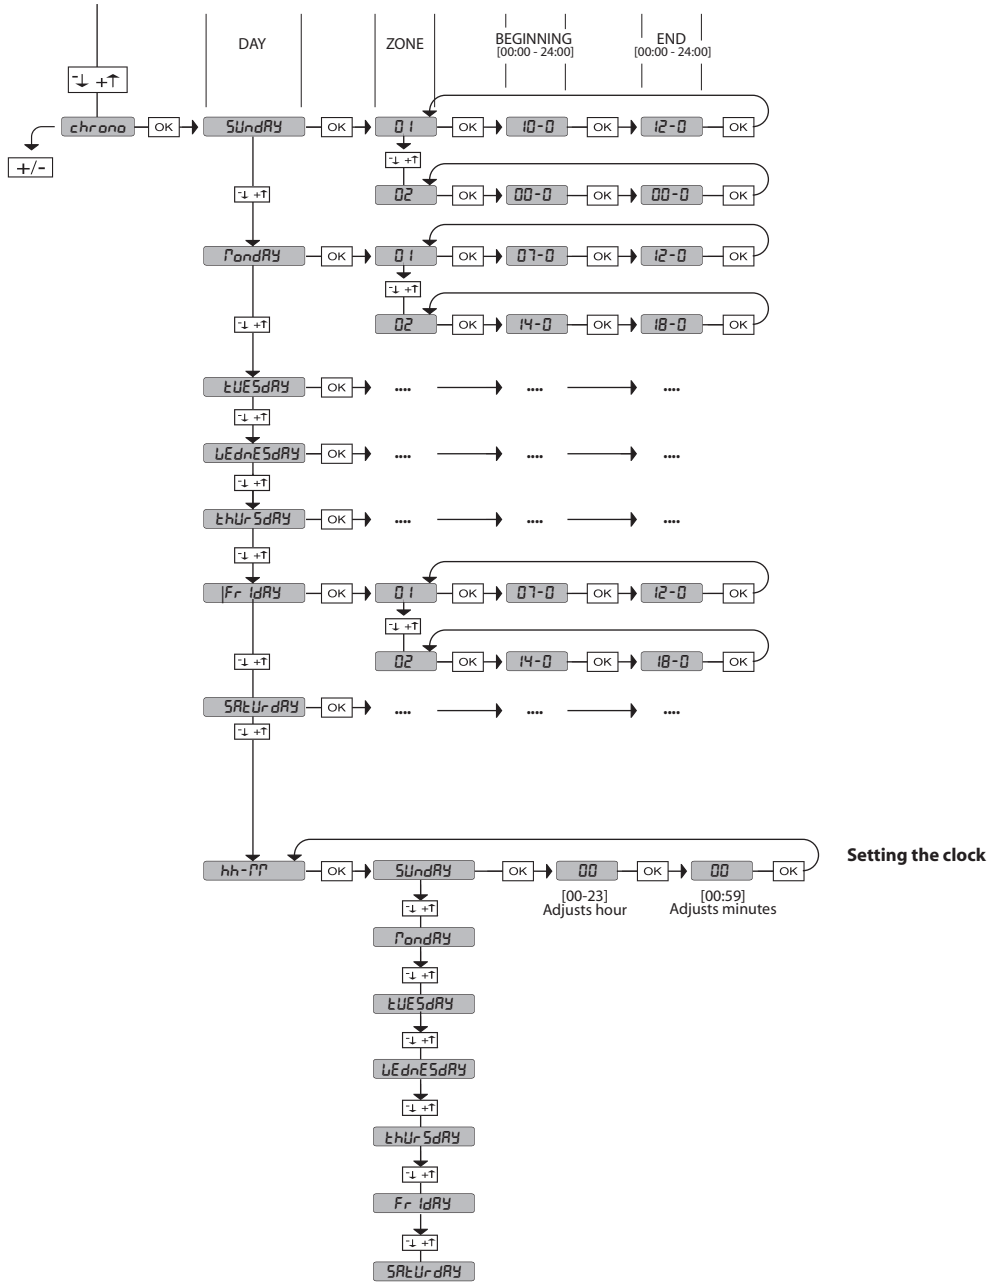 DAY ZONE BEGINNING END
[00:00 - 24:00] [00:00 - 24:00]
-↓ +↑
chrono OK SUndAY OK 01 OK 10-0 OK 12-0 OK
+/-
-↓ +↑
-↓ +↑
02 OK 00-0 OK 00-0 OK
MondAY OK 01 OK 07-0 OK 12-0 OK
-↓ +↑
-↓ +↑
02 OK 14-0 OK 18-0 OK
tUESdAY OK .... .... ....
-↓ +↑
WEdnESdAY OK .... .... ....
-↓ +↑
thUrSdAY OK .... .... ....
-↓ +↑
FrIdAY OK 01 OK 07-0 OK 12-0 OK
-↓ +↑
-↓ +↑
02 OK 14-0 OK 18-0 OK
SAtUrdAY OK .... .... ....
-↓ +↑
Setting the clock
hh-MM OK SUndAY OK 00 OK 00 OK
[00-23] [00:59]
Adjusts hour Adjusts minutes
-↓ +↑
MondAY
-↓ +↑
tUESdAY
-↓ +↑
WEdnESdAY
-↓ +↑
thUrSdAY
-↓ +↑
FrIdAY
-↓ +↑
SAtUrdAY